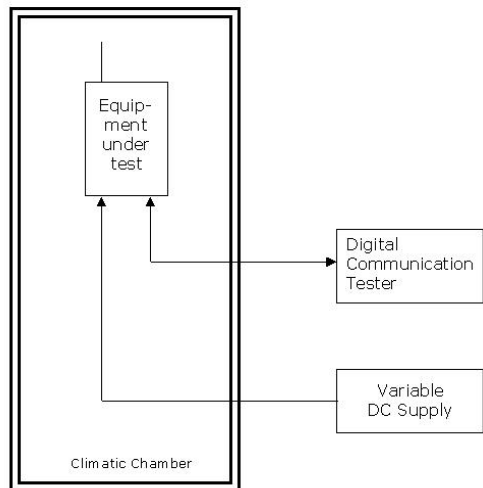 Equip-
ment
under
test
Digital
Communication
Tester
Variable
DC Supply
Climatic Chamber